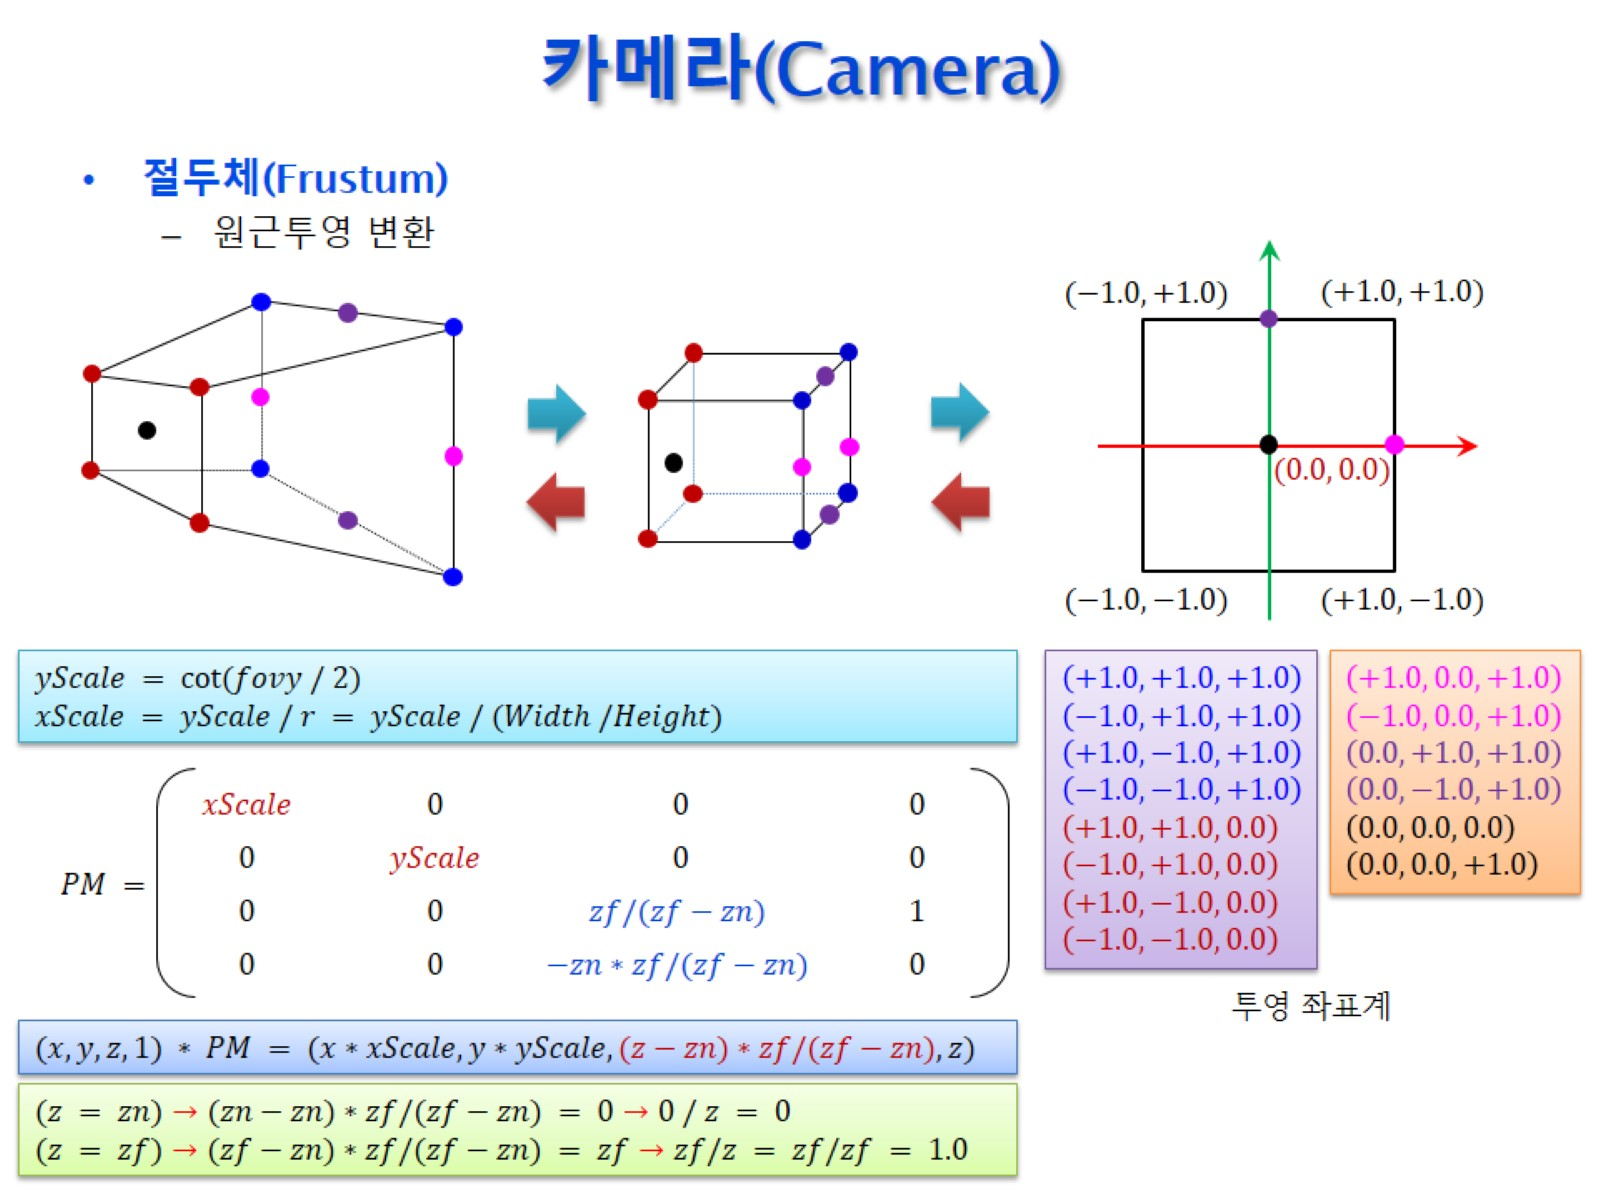 카메라(Camera)
• 절두체(Frustum)
– 원근투영 변환
(−1.0, +1.0)
(+1.0, +1.0)
(0.0, 0.0)
(−1.0, −1.0)
(+1.0, −1.0)
yScale = cot(fovy / 2)
xScale = yScale / r = yScale / (Width /Height)
PM =
xScale 0 0 0
0 yScale 0 0
0 0 zf/(zf − zn) 1
0 0 −zn ∗ zf/(zf − zn) 0
(x, y, z, 1) ∗ PM = (x ∗ xScale, y ∗ yScale, (z − zn) ∗ zf/(zf − zn), z)
(z = zn) → (zn − zn) ∗ zf/(zf − zn) = 0 → 0 / z = 0
(z = zf) → (zf − zn) ∗ zf/(zf − zn) = zf → zf/z = zf/zf = 1.0
(+1.0, +1.0, +1.0)
(−1.0, +1.0, +1.0)
(+1.0, −1.0, +1.0)
(−1.0, −1.0, +1.0)
(+1.0, +1.0, 0.0)
(−1.0, +1.0, 0.0)
(+1.0, −1.0, 0.0)
(−1.0, −1.0, 0.0)
(+1.0, 0.0, +1.0)
(−1.0, 0.0, +1.0)
(0.0, +1.0, +1.0)
(0.0, −1.0, +1.0)
(0.0, 0.0, 0.0)
(0.0, 0.0, +1.0)
투영 좌표계